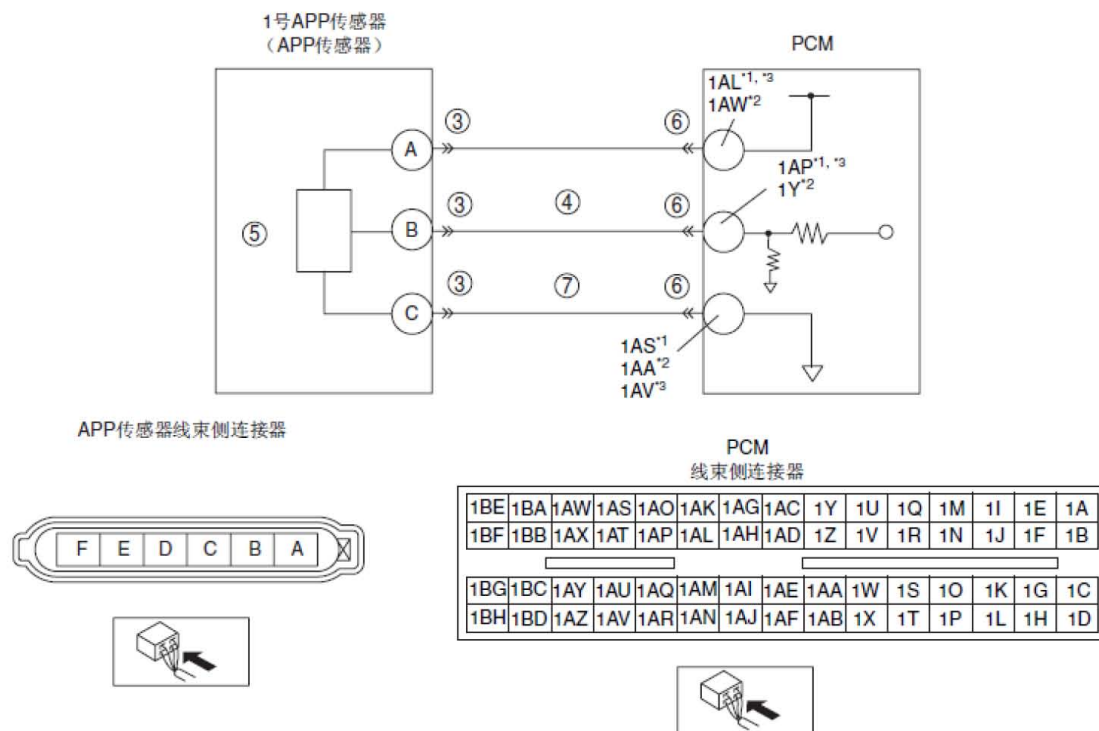 1号APP传感器
（APP传感器）
PCM
1AL*1, *3
1AW*2
③
⑥
A
1AP*1, *3
1Y*2
③
④
⑥
⑤
B
③
⑦
⑥
C
1AS*1
1AA*2
1AV*3
APP传感器线束侧连接器
PCM
线束侧连接器
F E D C B A
1BE 1BA 1AW 1AS 1AO 1AK 1AG 1AC 1Y 1U 1Q 1M 1I 1E 1A
1BF 1BB 1AX 1AT 1AP 1AL 1AH 1AD 1Z 1V 1R 1N 1J 1F 1B
1BG 1BC 1AY 1AU 1AQ 1AM 1AI 1AE 1AA 1W 1S 1O 1K 1G 1C
1BH 1BD 1AZ 1AV 1AR 1AN 1AJ 1AF 1AB 1X 1T 1P 1L 1H 1D